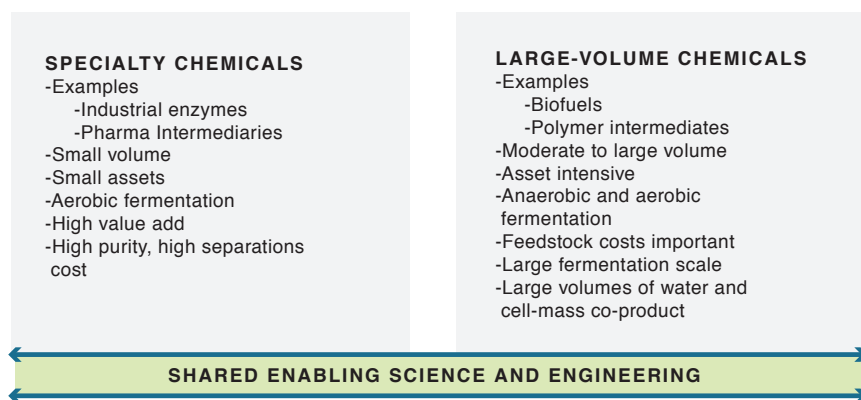 SPECIALTY CHEMICALS
-Examples
-Industrial enzymes
-Pharma Intermediaries
-Small volume
-Small assets
-Aerobic fermentation
-High value add
-High purity, high separations
cost
LARGE-VOLUME CHEMICALS
-Examples
-Biofuels
-Polymer intermediates
-Moderate to large volume
-Asset intensive
-Anaerobic and aerobic
fermentation
-Feedstock costs important
-Large fermentation scale
-Large volumes of water and
cell-mass co-product
SHARED ENABLING SCIENCE AND ENGINEERING